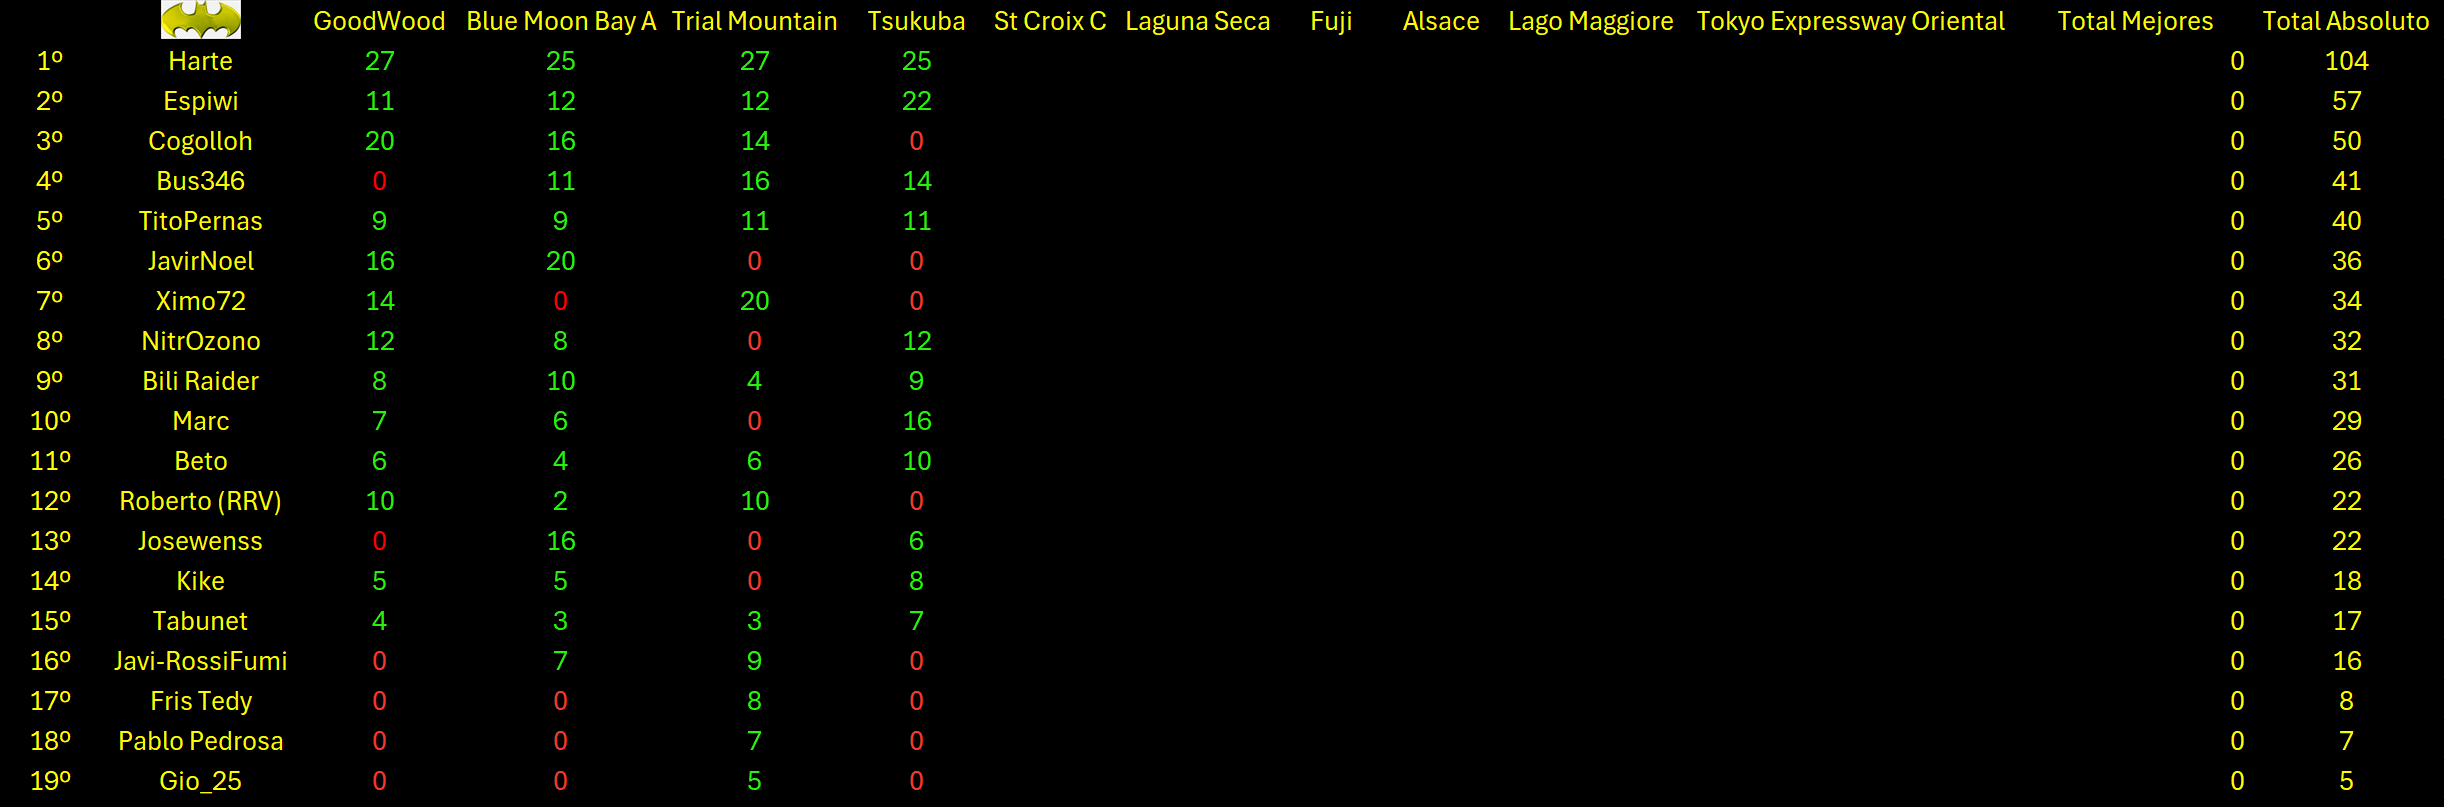 GoodWood Blue Moon Bay A Trial Mountain Tsukuba St Croix C Laguna Seca Fuji Alsace Lago Maggiore Tokyo Expressway Oriental Total Mejores Total Absoluto
1º Harte 27 25 27 25 0 104
2º Espiwi 11 12 12 22 0 57
3º Cogolloh 20 16 14 0 0 50
4º Bus346 0 11 16 14 0 41
5º TitoPernas 9 9 11 11 0 40
6º JavirNoel 16 20 0 0 0 36
7º Ximo72 14 0 20 0 0 34
8º NitrOzono 12 8 0 12 0 32
9º Bili Raider 8 10 4 9 0 31
10º Marc 7 6 0 16 0 29
11º Beto 6 4 6 10 0 26
12º Roberto (RRV) 10 2 10 0 0 22
13º Josewenss 0 16 0 6 0 22
14º Kike 5 5 0 8 0 18
15º Tabunet 4 3 3 7 0 17
16º Javi-RossiFumi 0 7 9 0 0 16
17º Fris Tedy 0 0 8 0 0 8
18º Pablo Pedrosa 0 0 7 0 0 7
19º Gio_25 0 0 5 0 0 5